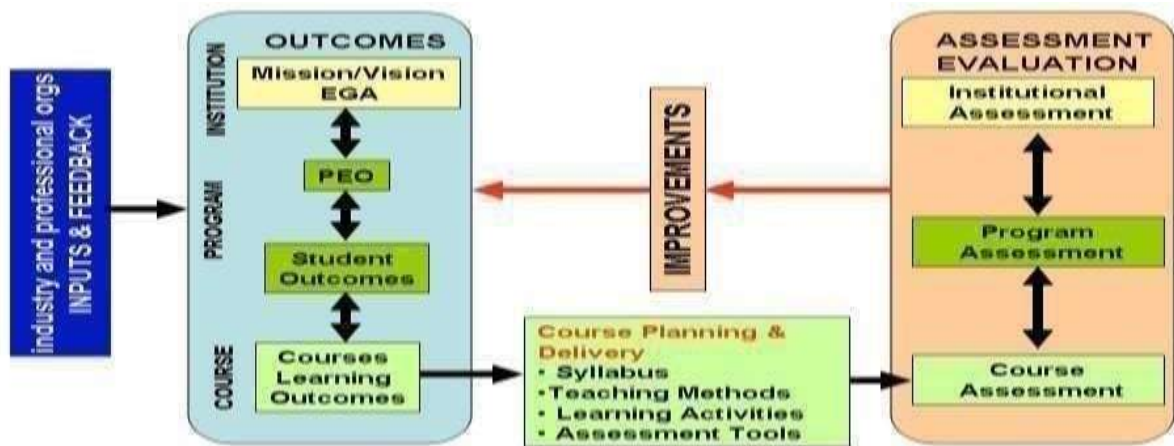 industry and professional orgs
INPUTS & FEEDBACK
INSTITUTION
PROGRAM
COURSE
OUTCOMES
Mission/Vision
EGA
PEO
Student
Outcomes
Courses
Learning
Outcomes
IMPROVEMENTS
Course Planning &
Delivery
• Syllabus
•Teaching Methods
• Learning Activities
• Assessment Tools
ASSESSMENT
EVALUATION
Institutional
Assessment
Program
Assessment
Course
Assessment